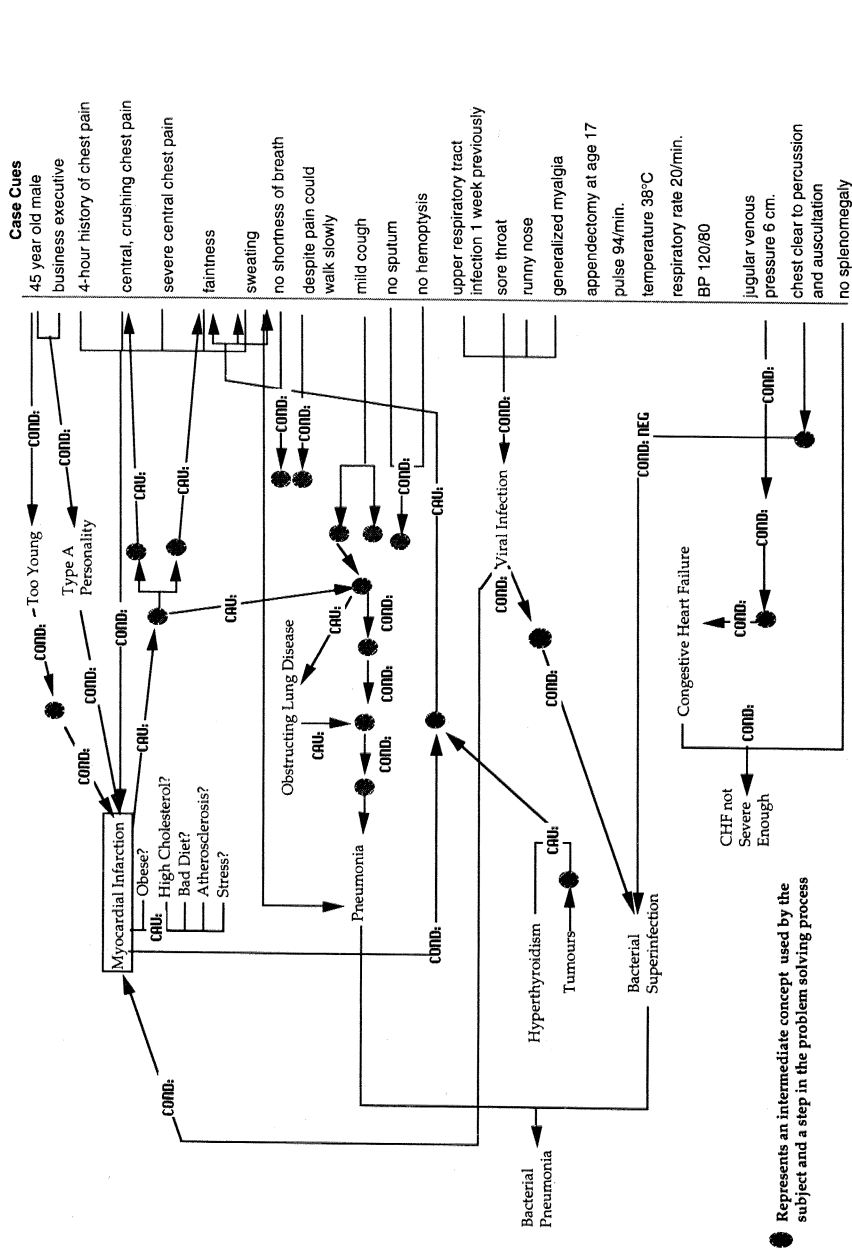 Case Cues
45 year old male
business executive
4-hour history of chest pain
central, crushing chest pain
severe central chest pain
faintness
sweating
no shortness of breath
despite pain could
walk slowly
mild cough
no sputum
no hemoptysis
upper respiratory tract
infection 1 week previously
sore throat
runny nose
generalized myalgia
appendectomy at age 17
pulse 94/min.
temperature 38°C
respiratory rate 20/min.
BP 120/80
jugular venous
pressure 6 cm.
chest clear to percussion
and auscultation
no splenomegaly
COND:
COND:
CAU:
CAU:
COND:
COND:
COND:
CAU:
COND:
COND: NEG
COND:
Too Young
Type A
Personality
Viral Infection
COND:
COND:
COND:
COND:
CAU:
CAU:
COND:
COND:
COND:
COND:
Congestive Heart Failure
COND:
Obstructing Lung Disease
COND:
CAU:
CAU:
COND:
COND:
COND:
CHF not
Severe
Enough
Myocardial Infarction
Obese?
CAU:
High Cholesterol?
Bad Diet?
Atherosclerosis?
Stress?
Pneumonia
CAU:
COND:
Hyperthyroidism
Tumours
Bacterial
Superinfection
COND:
Bacterial
Pneumonia
Represents an intermediate concept used by the
subject and a step in the problem solving process